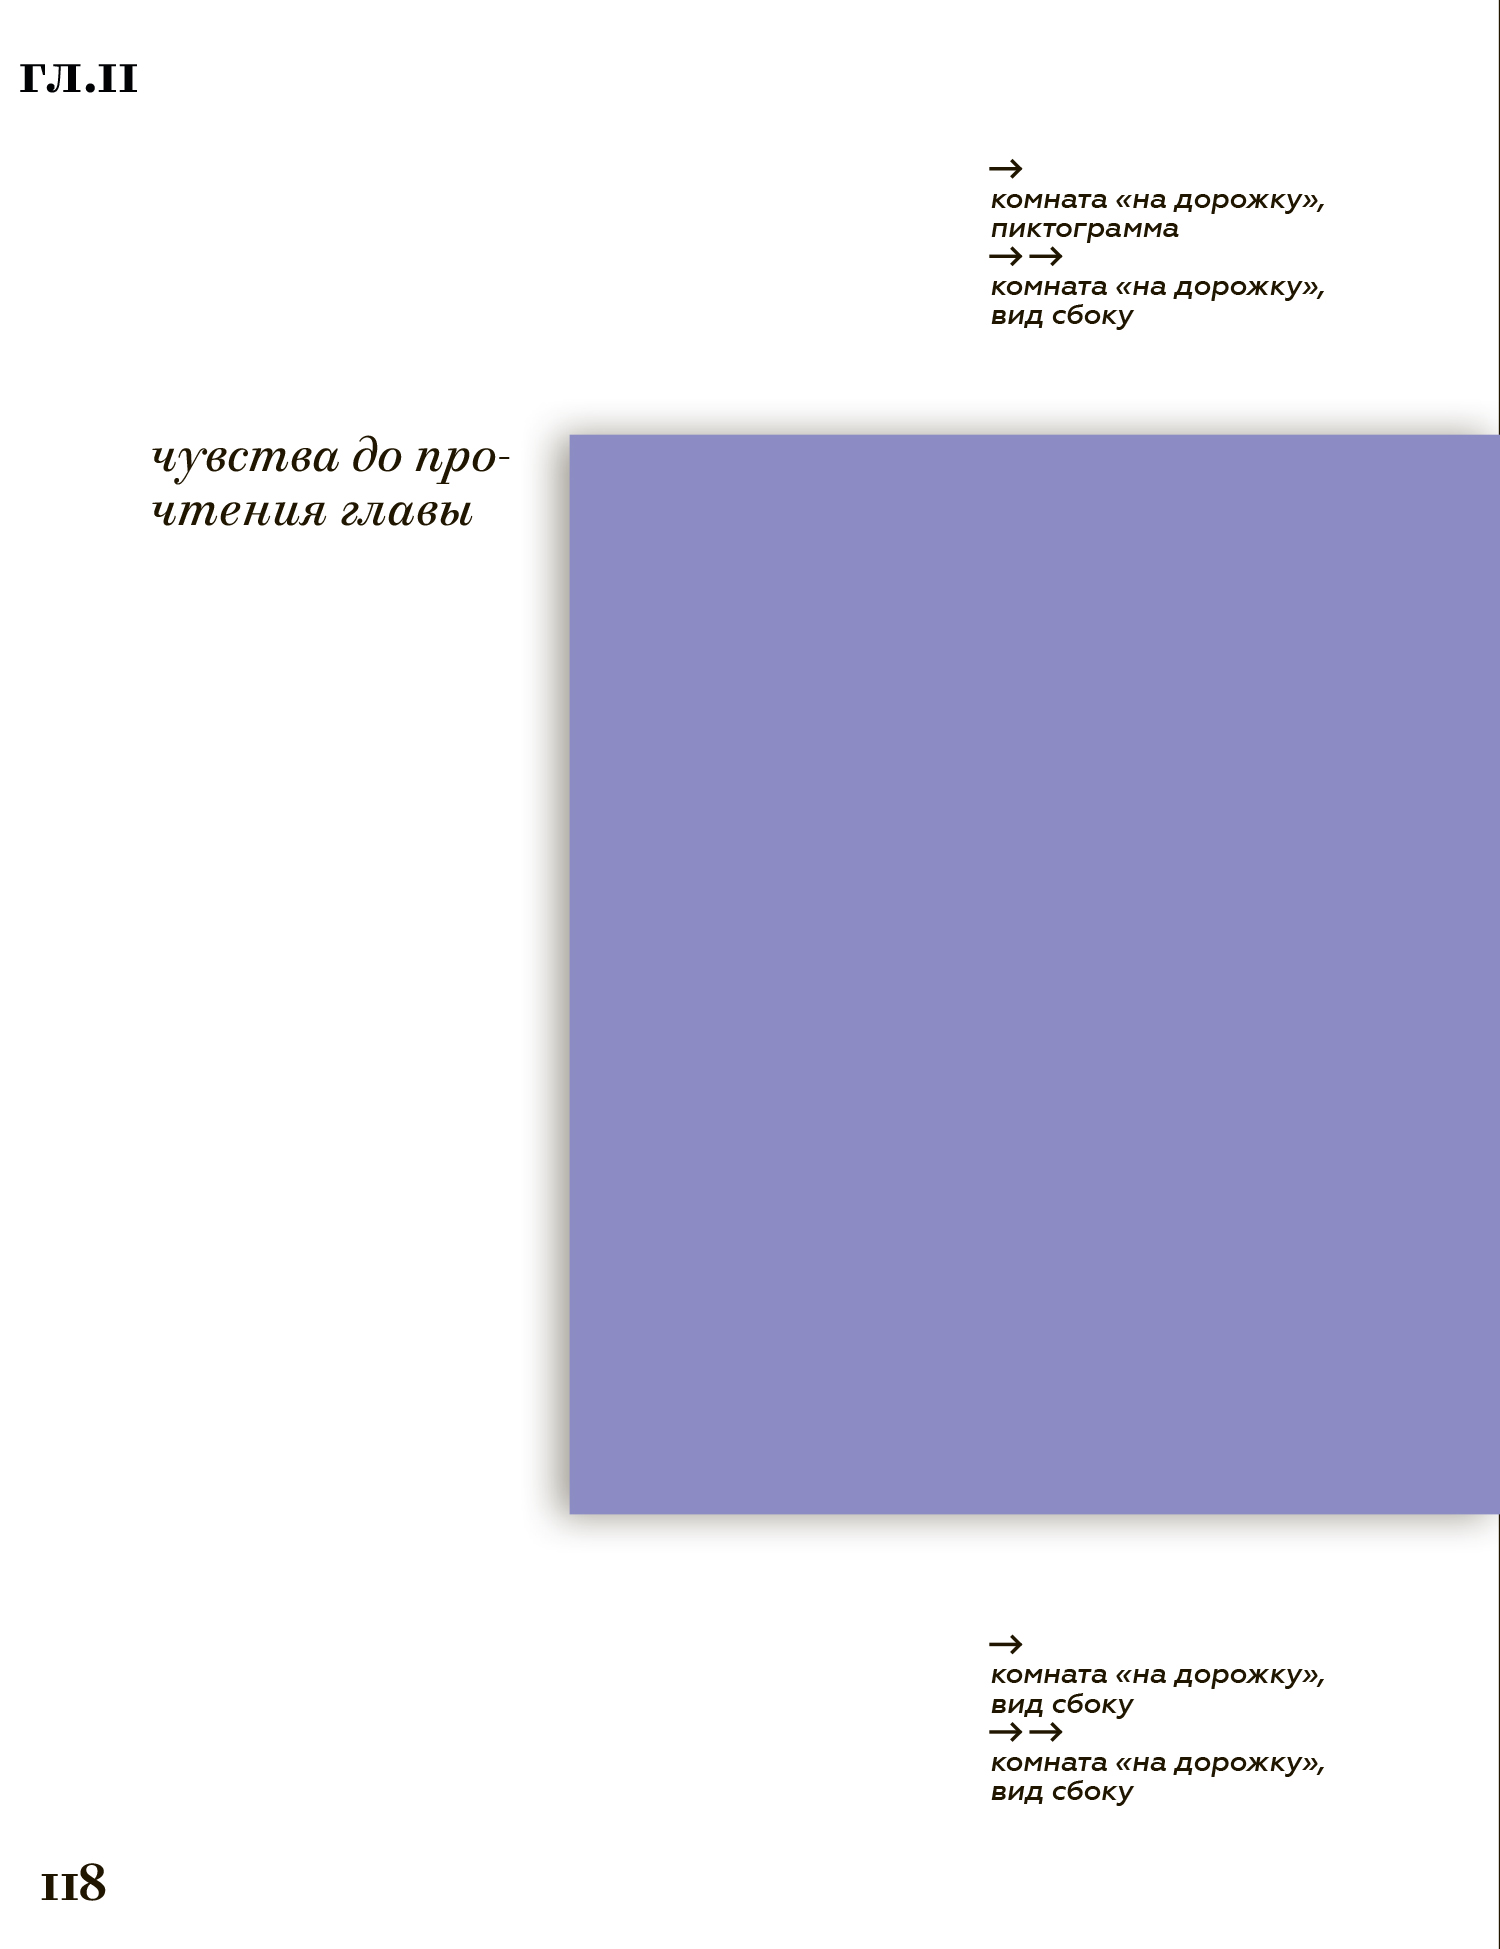 гл.11
→
комната «на дорожку»,
пиктограмма
→→
комната «на дорожку»,
вид сбоку
чувства до про-
чтения главы
→
комната «на дорожку»,
вид сбоку
→→
комната «на дорожку»,
вид сбоку
118